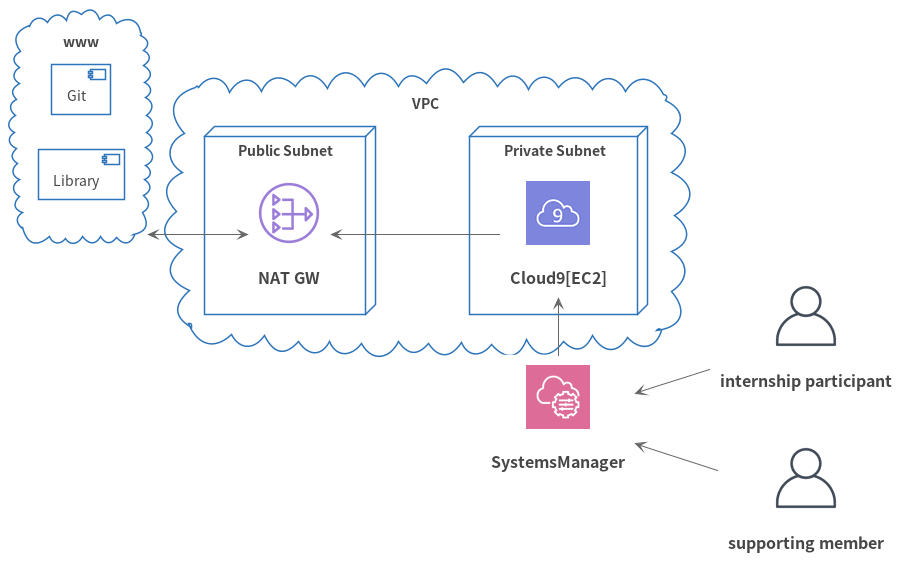 www
Git
Library
VPC
Public Subnet
NAT GW
Private Subnet
9
Cloud9[EC2]
SystemsManager
internship participant
supporting member